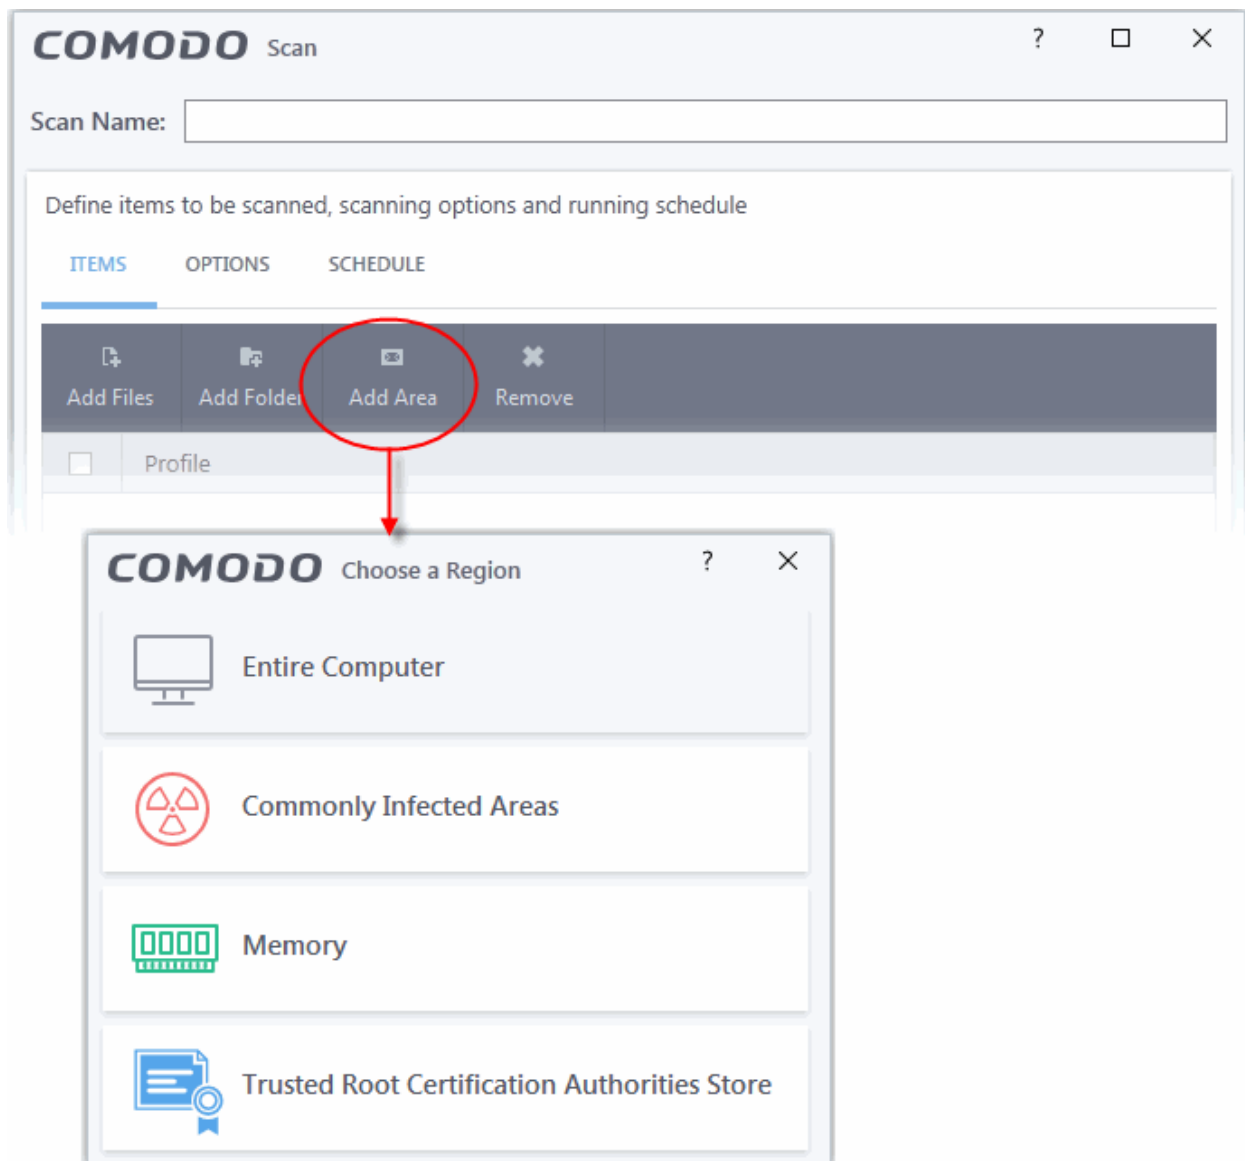 COMODO Scan ?
Scan Name:
Define items to be scanned, scanning options and running schedule
ITEMS OPTIONS SCHEDULE
Add Files Add Folder Add Area Remove
Profile
COMODO Choose a Region ?
Entire Computer
Commonly Infected Areas
Memory
Trusted Root Certification Authorities Store